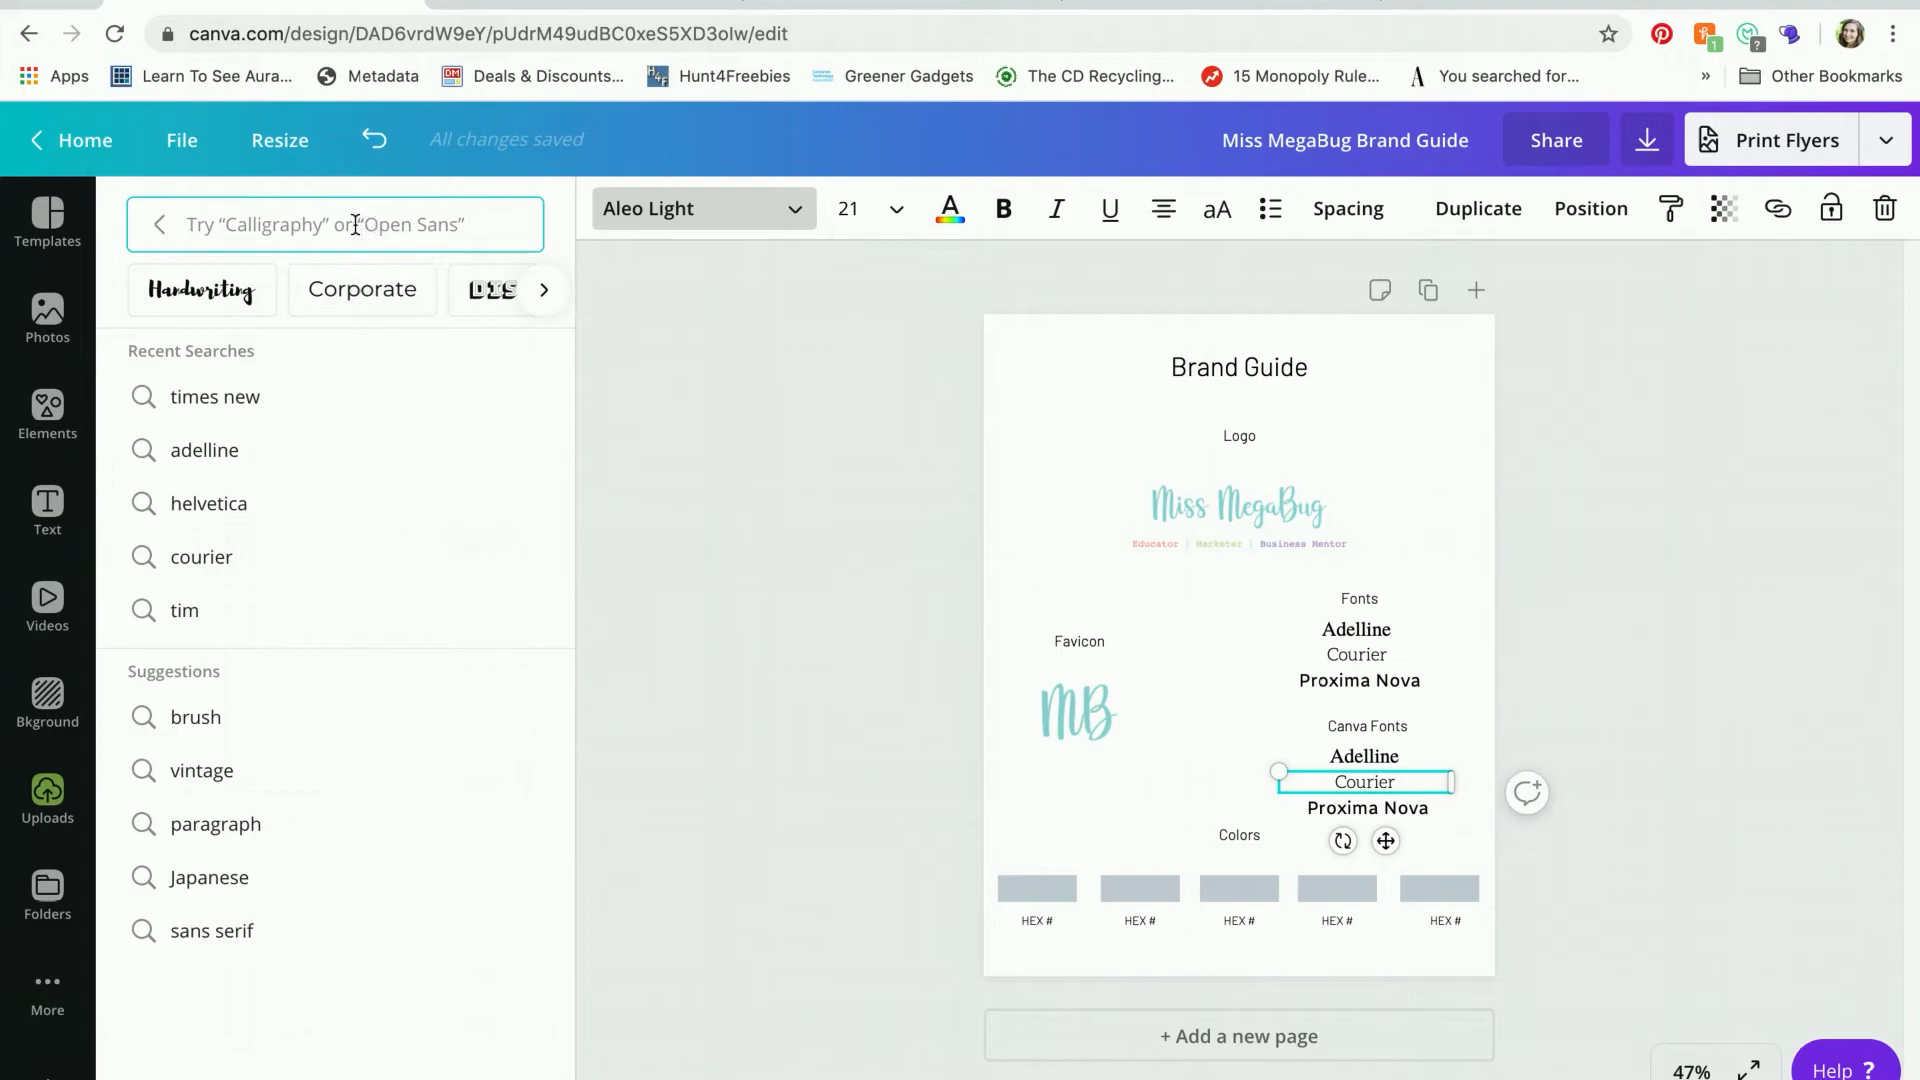 canva.com/design/DAD6vrdW9eY/pUdrM49udBC0xeS5XD3oIw/edit
1
?
Apps
Learn To See Aura...
Metadata
DM
Deals & Discounts...
H4F
Hunt4Freebies
Greener Gadgets
The CD Recycling...
15 Monopoly Rule...
You searched for...
»
Other Bookmarks
Home
File
Resize
All changes saved
Miss MegaBug Brand Guide
Share
Print Flyers
Try “Calligraphy” or “Open Sans”
Aleo Light
21
A
B
I
U
aA
Spacing
Duplicate
Position
Handwriting
Corporate
DIS
Recent Searches
times new
adelline
helvetica
courier
tim
Suggestions
brush
vintage
paragraph
Japanese
sans serif
Templates
Photos
Elements
Text
Videos
Bkground
Uploads
Folders
More
Brand Guide
Logo
Miss MegaBug
Educator | Marketer | Business Mentor
Fonts
Adelline
Courier
Proxima Nova
Favicon
MB
Canva Fonts
Adelline
Courier
Proxima Nova
Colors
HEX #
HEX #
HEX #
HEX #
HEX #
+ Add a new page
47%
Help ?